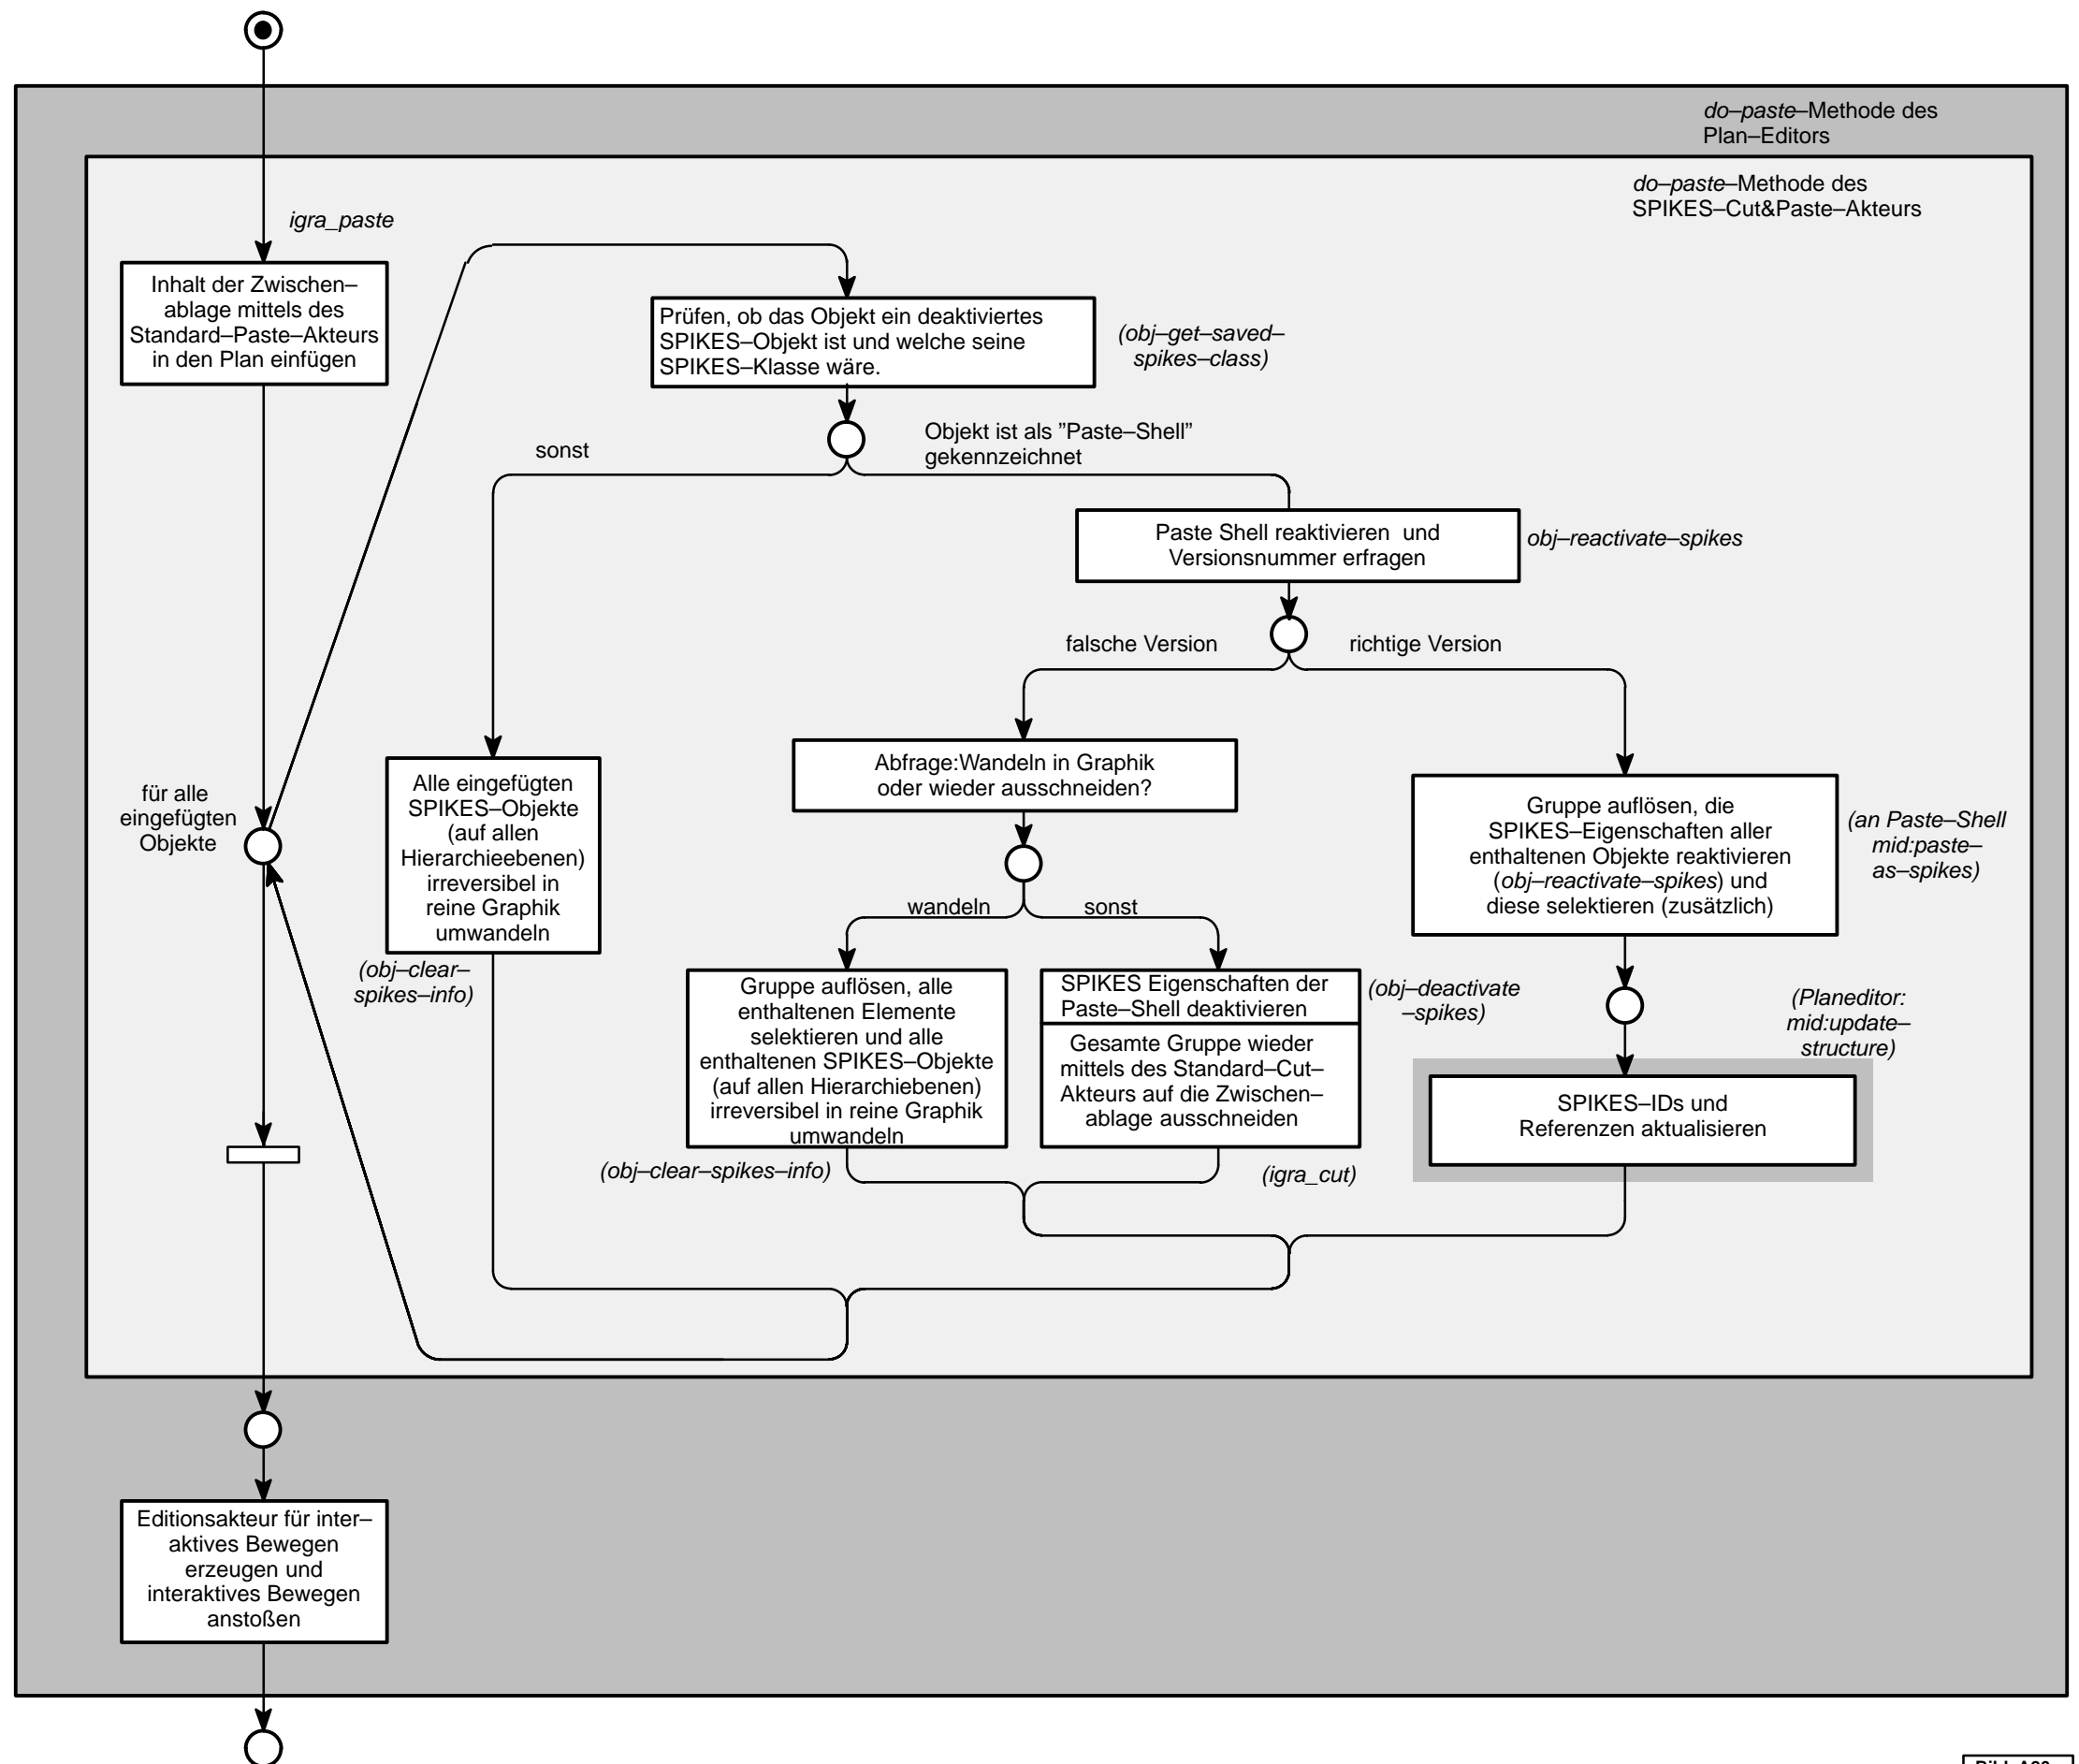 do–paste–Methode des
Plan–Editors
do–paste–Methode des
SPIKES–Cut&Paste–Akteurs
igra_paste
Inhalt der Zwischen–
ablage mittels des
Standard–Paste–Akteurs
in den Plan einfügen
Prüfen, ob das Objekt ein deaktiviertes
SPIKES–Objekt ist und welche seine
SPIKES–Klasse wäre.
(obj–get–saved–
spikes–class)
sonst
Objekt ist als ”Paste–Shell”
gekennzeichnet
Paste Shell reaktivieren  und
Versionsnummer erfragen
obj–reactivate–spikes
falsche Version
richtige Version
für alle
eingefügten
Objekte
Alle eingefügten
SPIKES–Objekte
(auf allen
Hierarchieebenen)
irreversibel in
reine Graphik
umwandeln
(obj–clear–
spikes–info)
Abfrage:Wandeln in Graphik
oder wieder ausschneiden?
Gruppe auflösen, die
SPIKES–Eigenschaften aller
enthaltenen Objekte reaktivieren
(obj–reactivate–spikes) und
diese selektieren (zusätzlich)
(an Paste–Shell
mid:paste–
as–spikes)
wandeln
sonst
Gruppe auflösen, alle
enthaltenen Elemente
selektieren und alle
enthaltenen SPIKES–Objekte
(auf allen Hierarchiebenen)
irreversibel in reine Graphik
umwandeln
(obj–clear–spikes–info)
SPIKES Eigenschaften der
Paste–Shell deaktivieren
Gesamte Gruppe wieder
mittels des Standard–Cut–
Akteurs auf die Zwischen–
ablage ausschneiden
(obj–deactivate
–spikes)
(igra_cut)
(Planeditor:
mid:update–
structure)
SPIKES–IDs und
Referenzen aktualisieren
Editionsakteur für inter–
aktives Bewegen
erzeugen und
interaktives Bewegen
anstoßen